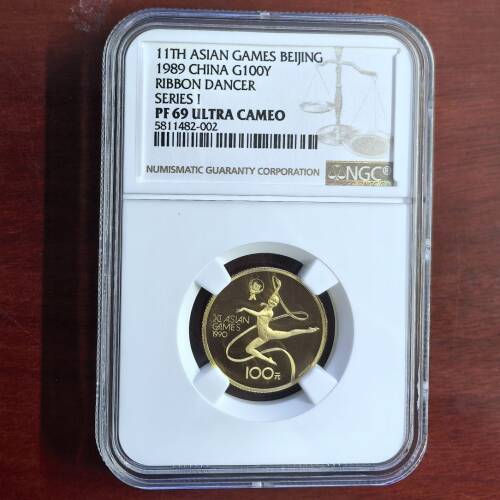 11TH ASIAN GAMES BEIJING
1989 CHINA G100Y
RIBBON DANCER
SERIES I
PF 69 ULTRA CAMEO
5811482-002
NUMISMATIC GUARANTY CORPORATION
NGC®
XI ASIAN
GAMES
1990
100元